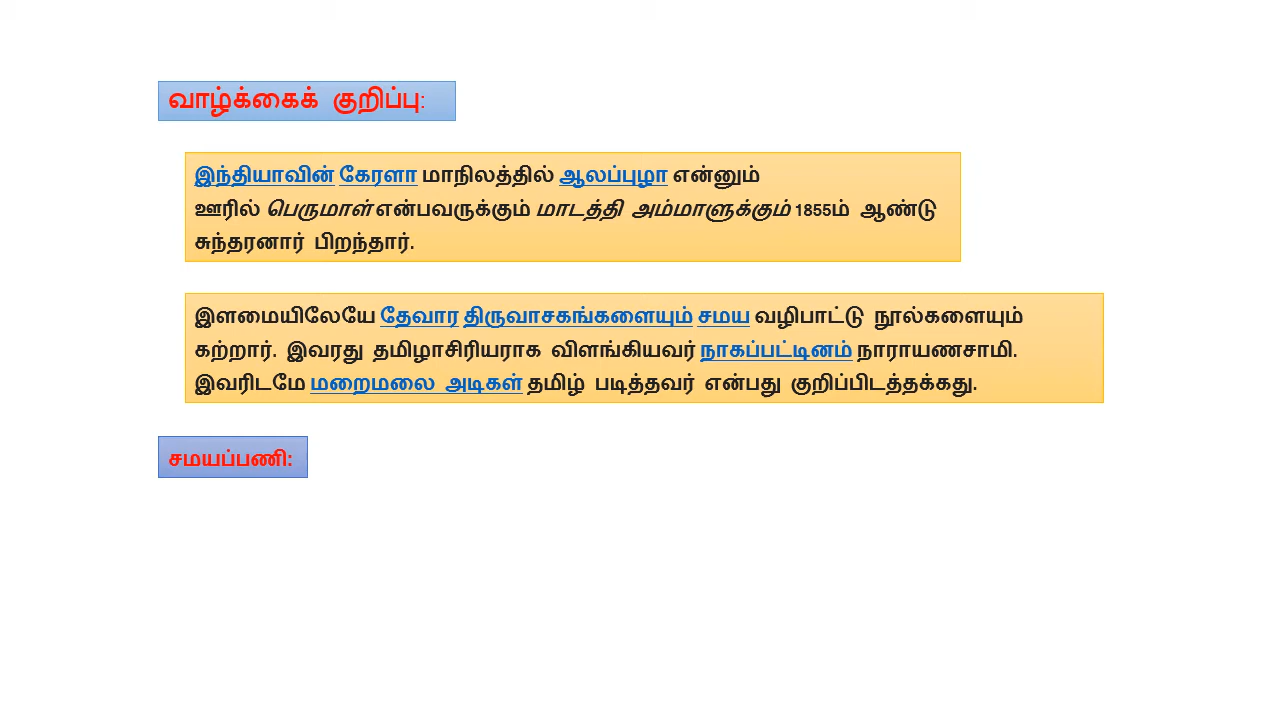 வாழ்க்கைக் குறிப்பு:
இந்தியாவின் கேரளா மாநிலத்தில் ஆலப்புழா என்னும்
ஊரில் பெருமாள் என்பவருக்கும் மாடத்தி அம்மாளுக்கும் 1855ம் ஆண்டு
சுந்தரனார் பிறந்தார்.
இளமையிலேயே தேவார திருவாசகங்களையும் சமய வழிபாட்டு நூல்களையும்
கற்றார். இவரது தமிழாசிரியராக விளங்கியவர் நாகப்பட்டினம் நாராயணசாமி.
இவரிடமே மறைமலை அடிகள் தமிழ் படித்தவர் என்பது குறிப்பிடத்தக்கது.
சமயப்பணி: